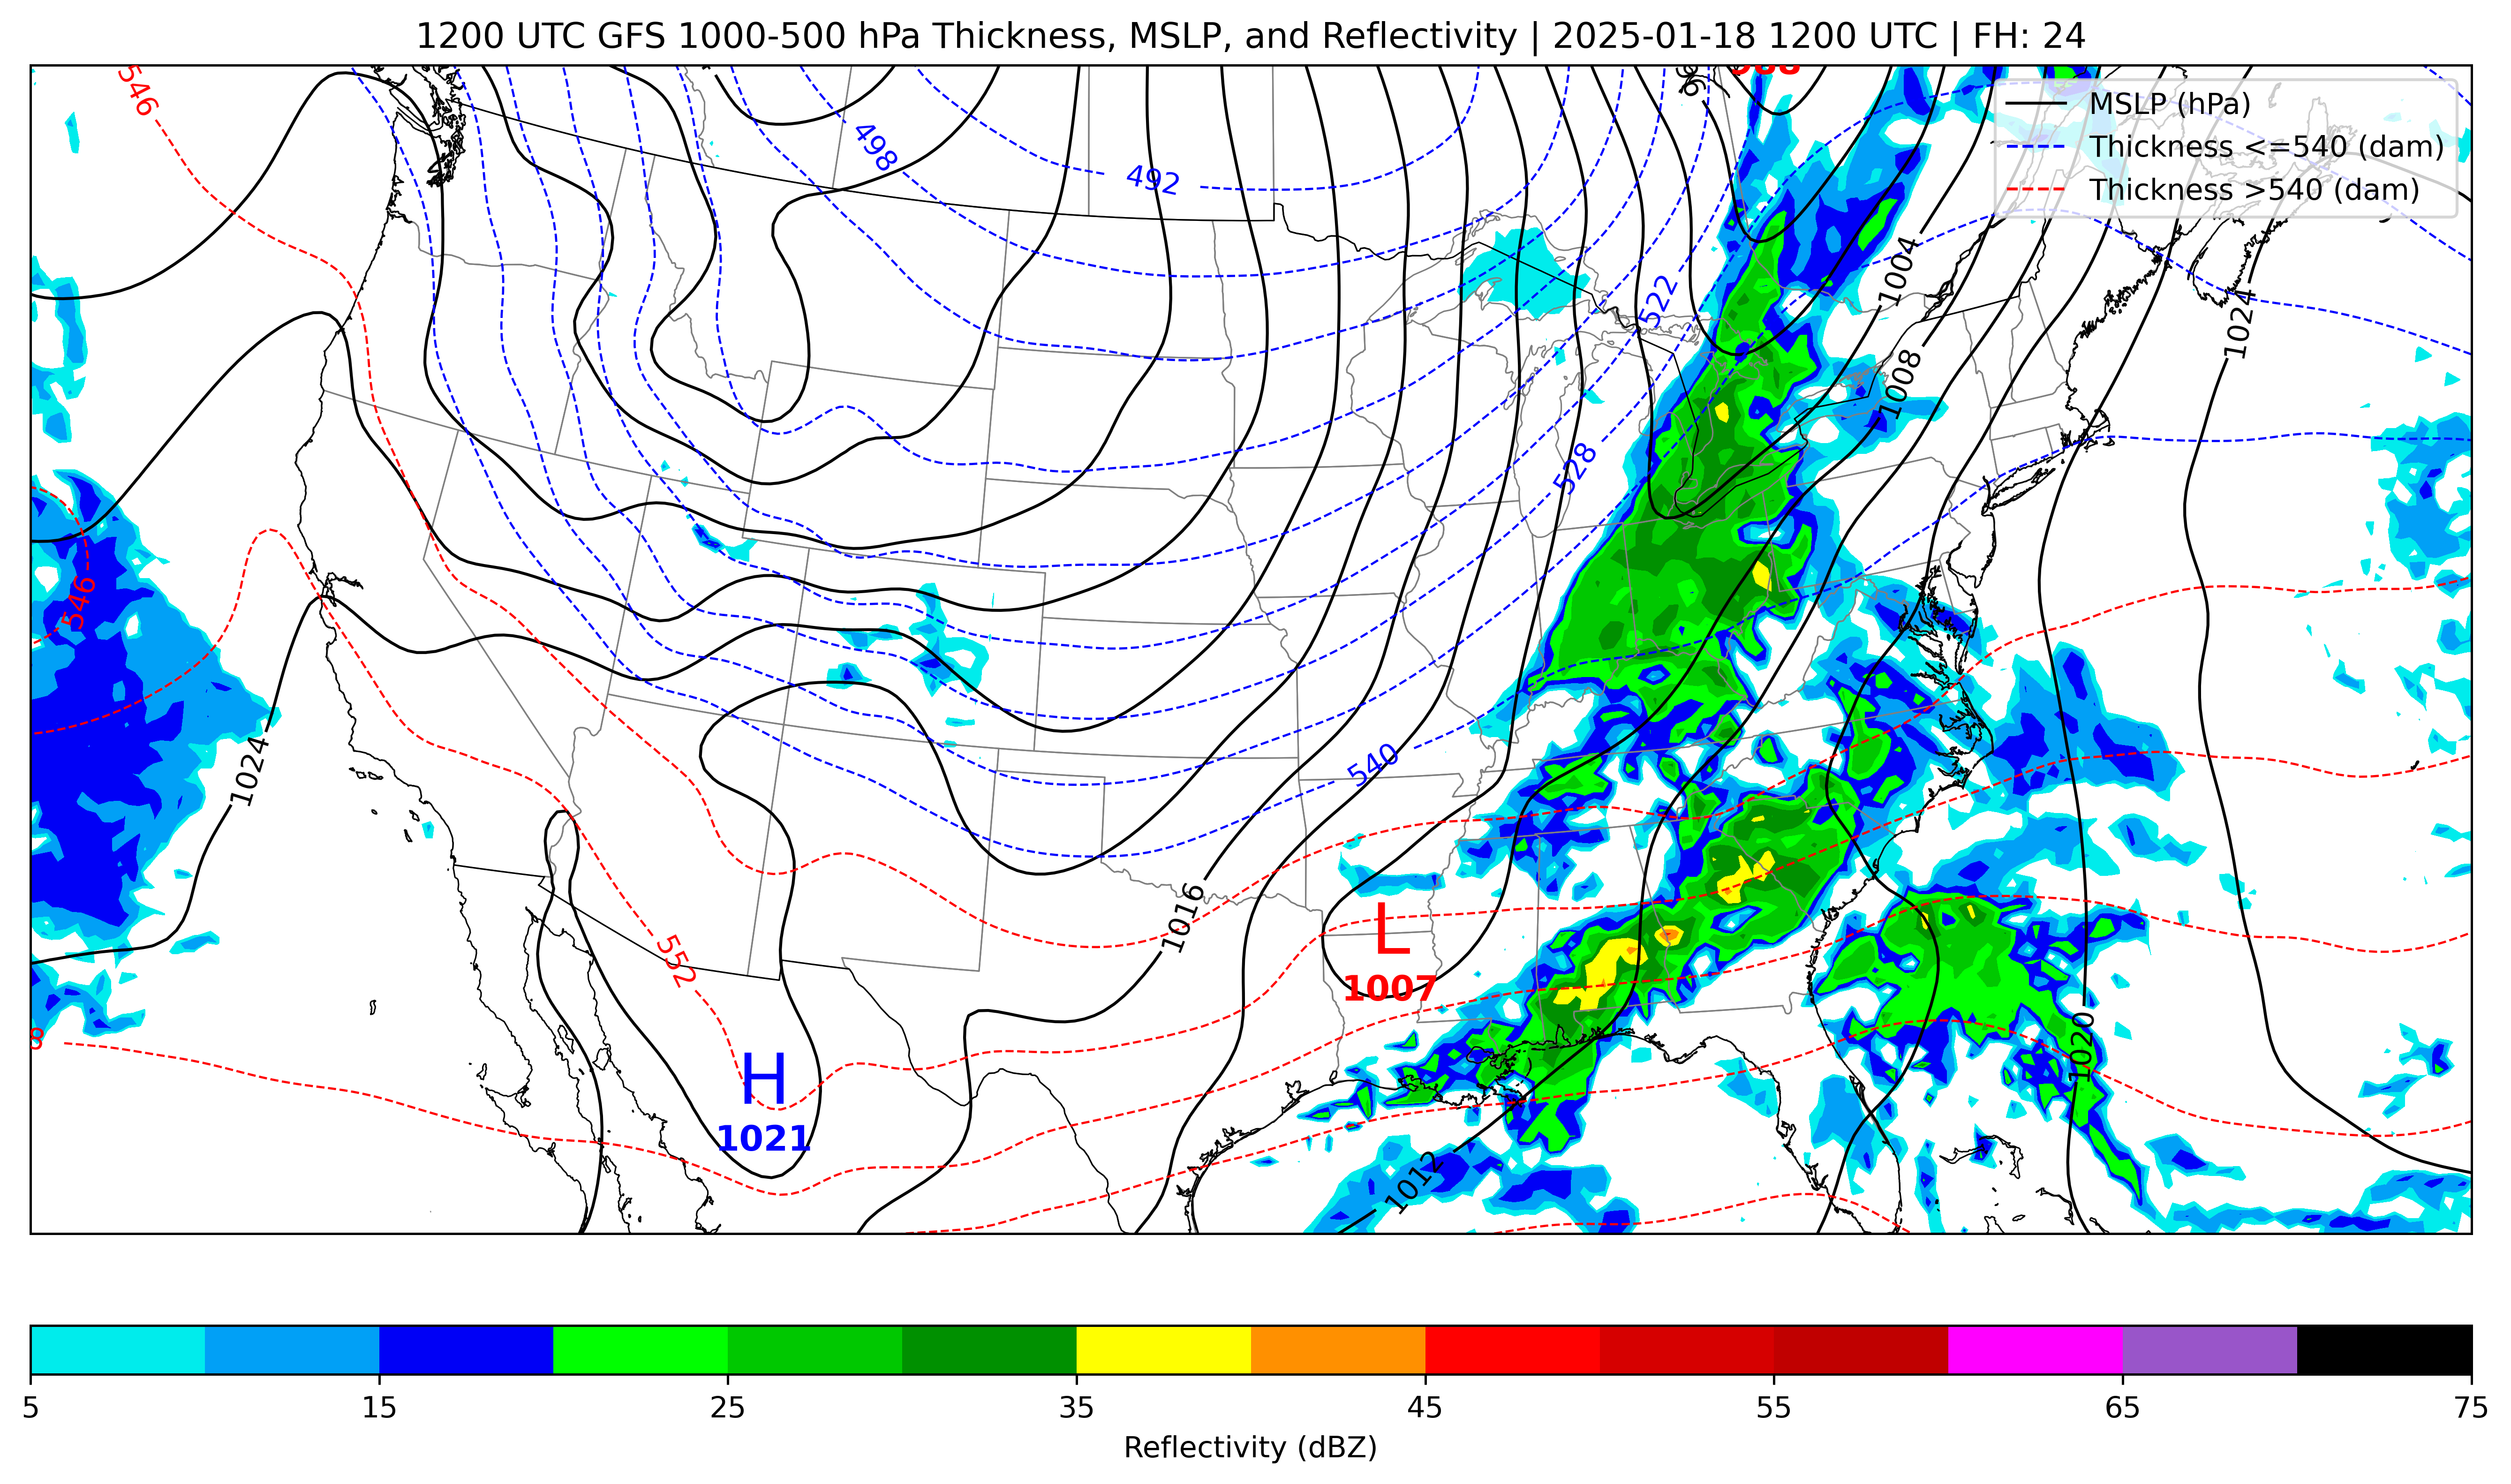 1200 UTC GFS 1000-500 hPa Thickness, MSLP, and Reflectivity | 2025-01-18 1200 UTC | FH: 24
MSLP (hPa)
Thickness <=540 (dam)
Thickness >540 (dam)
546
498
492
1004
522
1024
1008
528
546
1024
540
1016
L
1007
552
1020
H
1021
1012
5 15 25 35 45 55 65 75
Reflectivity (dBZ)